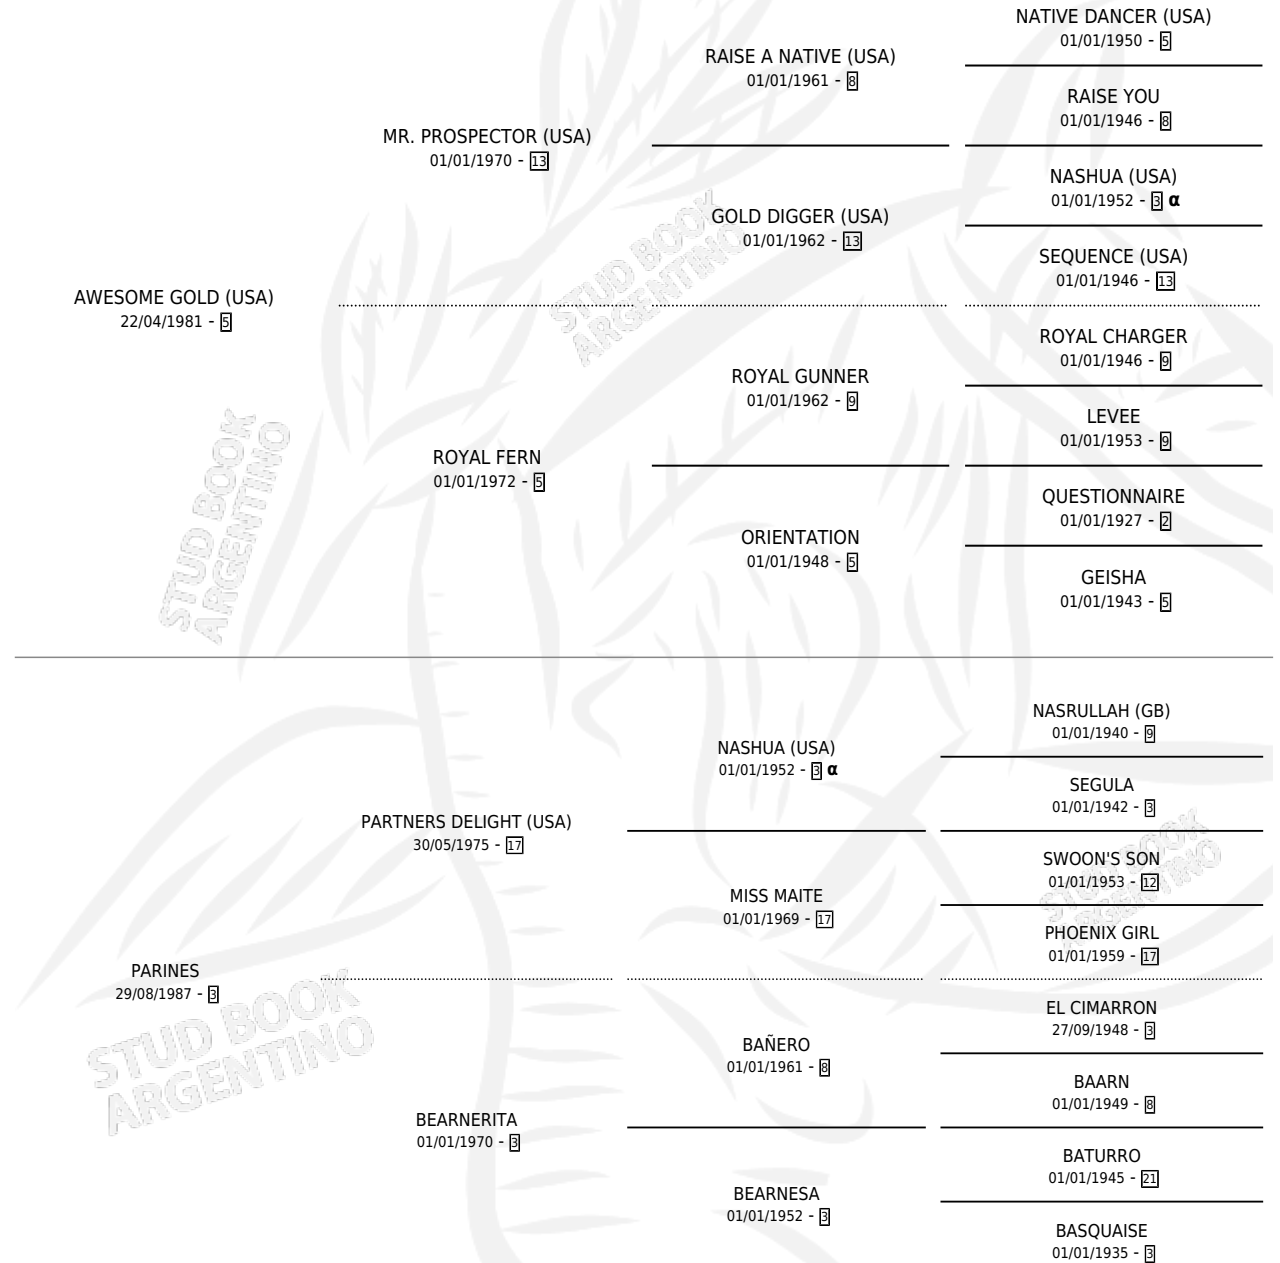 NATIVE DANCER (USA)
01/01/1950 - 5
RAISE A NATIVE (USA)
01/01/1961 - 8
RAISE YOU
01/01/1946 - 8
MR. PROSPECTOR (USA)
01/01/1970 - 13
NASHUA (USA)
01/01/1952 - 3 α
GOLD DIGGER (USA)
01/01/1962 - 13
SEQUENCE (USA)
01/01/1946 - 13
AWESOME GOLD (USA)
22/04/1981 - 5
ROYAL CHARGER
01/01/1946 - 9
ROYAL GUNNER
01/01/1962 - 9
LEVEE
01/01/1953 - 9
ROYAL FERN
01/01/1972 - 5
QUESTIONNAIRE
01/01/1927 - 2
ORIENTATION
01/01/1948 - 5
GEISHA
01/01/1943 - 5
STUD BOOK
ARGENTINO
STUD BOOK
ARGENTINO
NASRULLAH (GB)
01/01/1940 - 9
NASHUA (USA)
01/01/1952 - 3 α
SEGULA
01/01/1942 - 3
PARTNERS DELIGHT (USA)
30/05/1975 - 17
SWOON'S SON
01/01/1953 - 12
MISS MAITE
01/01/1969 - 17
PHOENIX GIRL
01/01/1959 - 17
PARINES
29/08/1987 - 3
EL CIMARRON
27/09/1948 - 3
BAÑERO
01/01/1961 - 8
BAARN
01/01/1949 - 8
BEARNERITA
01/01/1970 - 3
BATURRO
01/01/1945 - 21
BEARNESA
01/01/1952 - 3
BASQUAISE
01/01/1935 - 3
STUD BOOK
ARGENTINO
STUD BOOK
ARGENTINO